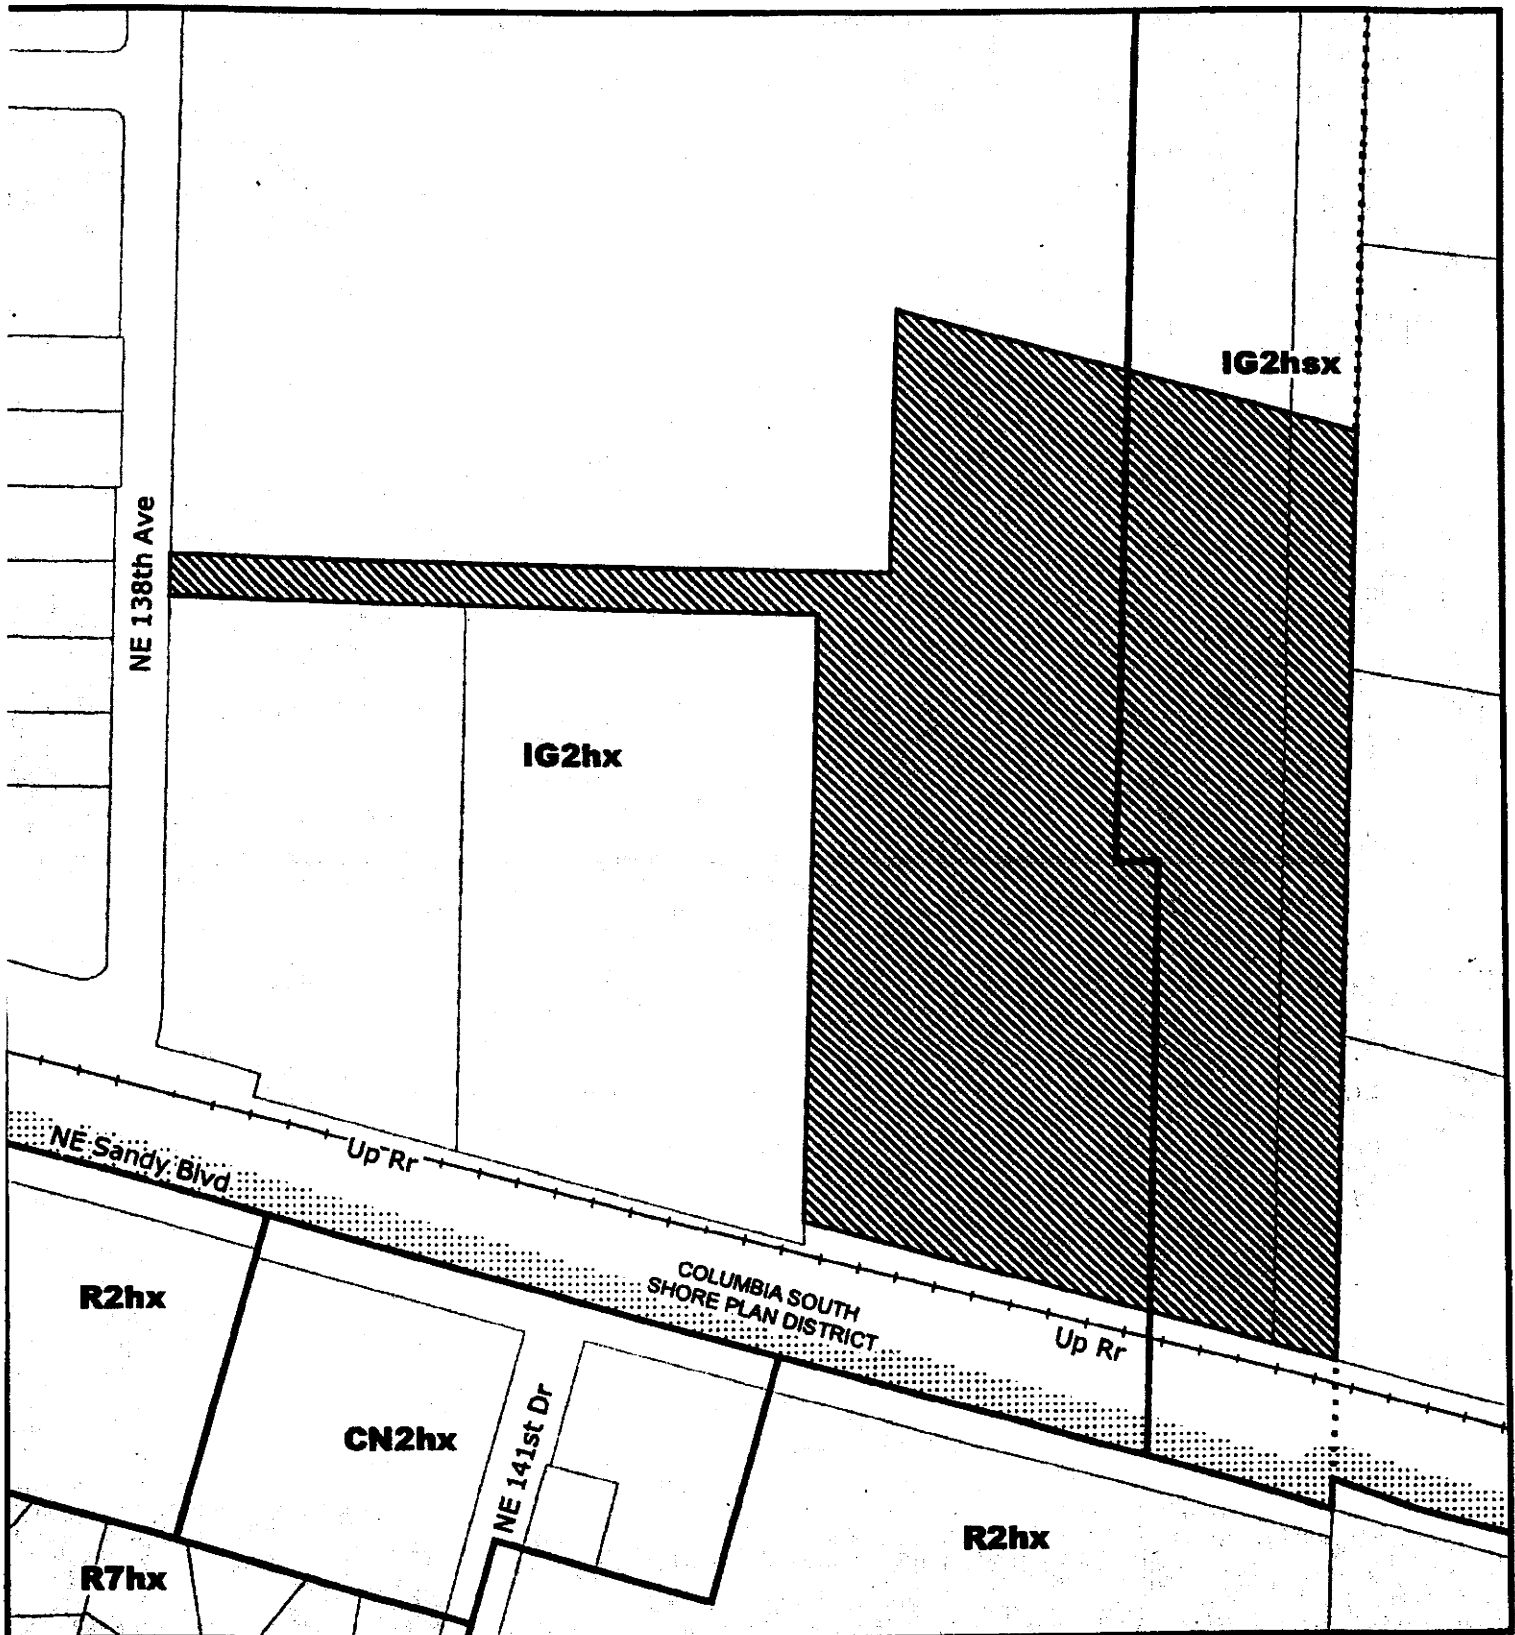 IG2hsx
NE 138th Ave
IG2hx
NE Sandy Blvd
Up Rr
COLUMBIA SOUTH
SHORE PLAN DISTRICT
Up Rr
R2hx
CN2hx
NE 141st Dr
R2hx
R7hx